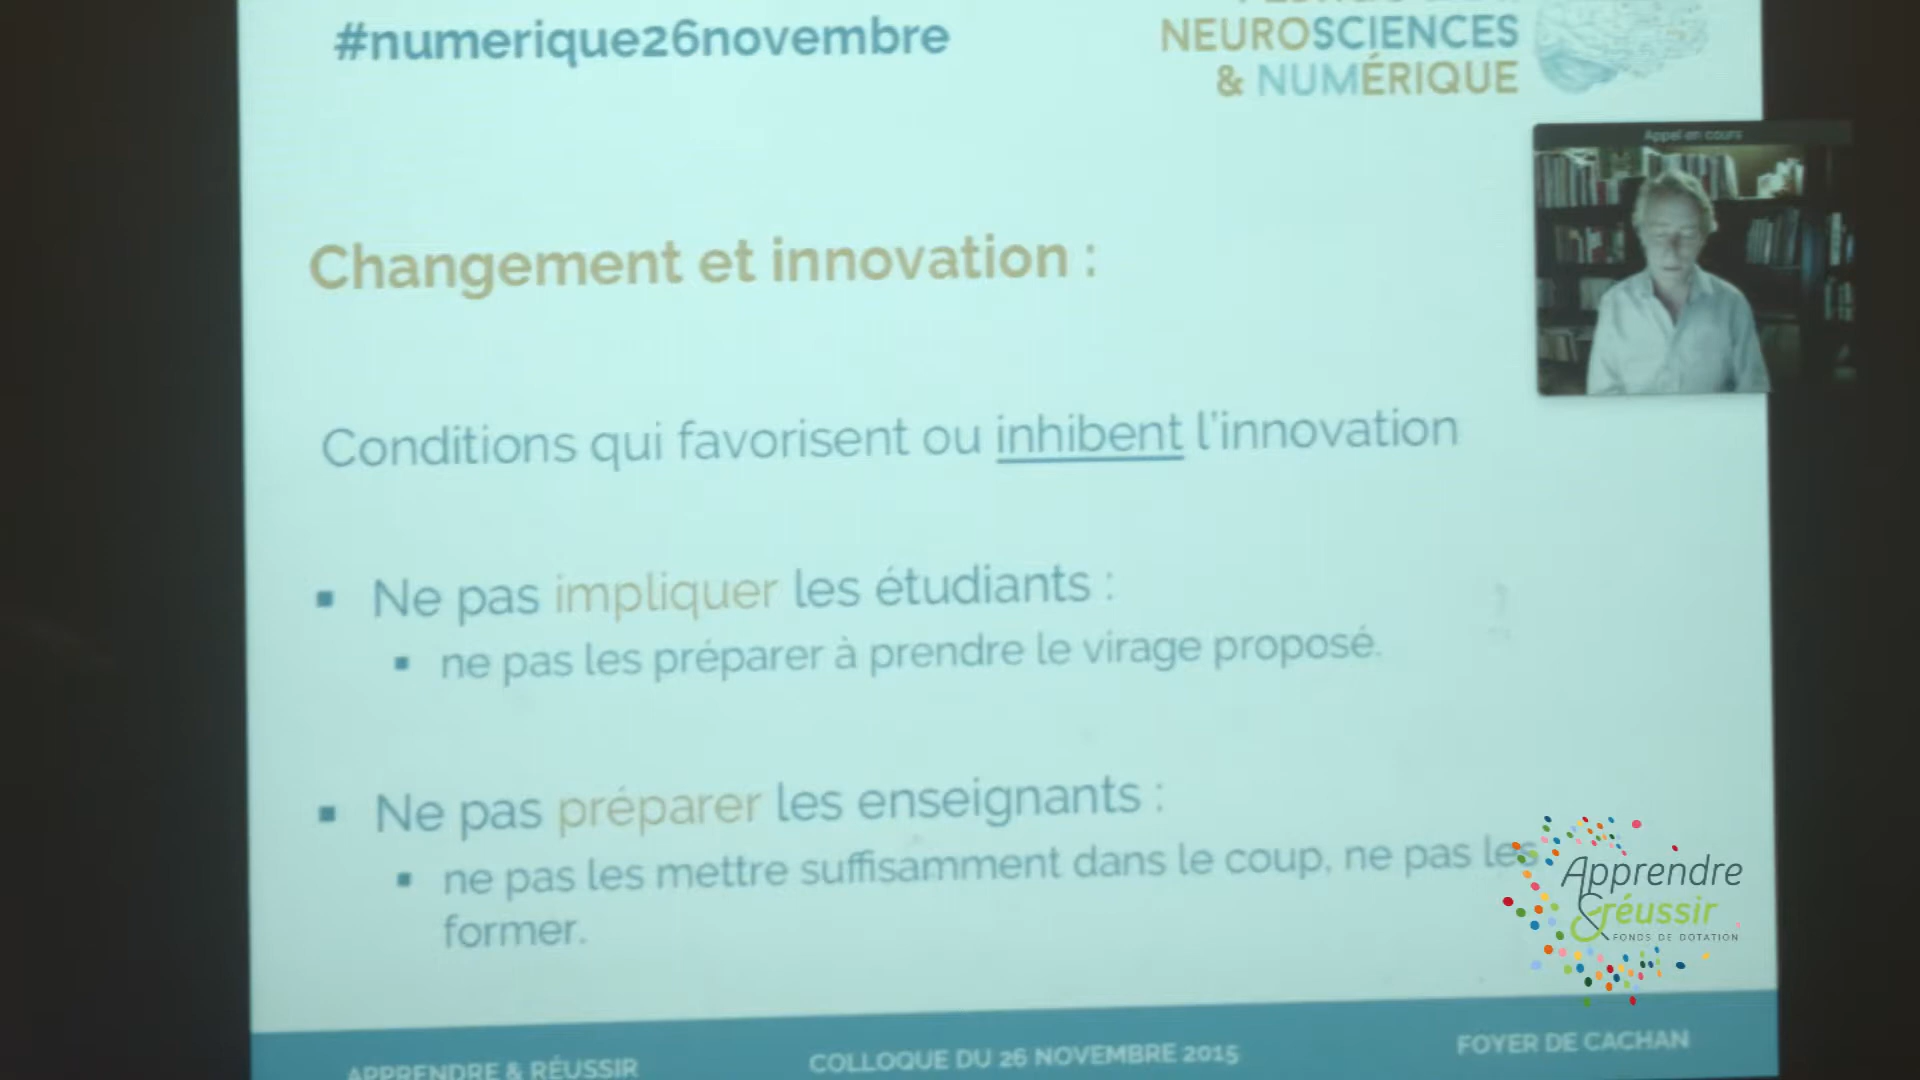 #numerique26novembre
NEUROSCIENCES
& NUMÉRIQUE
Appel en cours
Changement et innovation :
Conditions qui favorisent ou inhibent l'innovation
▪ Ne pas impliquer les étudiants :
▪ ne pas les préparer à prendre le virage proposé.
▪ Ne pas préparer les enseignants :
▪ ne pas les mettre suffisamment dans le coup, ne pas les
former.
Apprendre
& réussir
FONDS DE DOTATION
APPRENDRE & RÉUSSIR
COLLOQUE DU 26 NOVEMBRE 2015
FOYER DE CACHAN